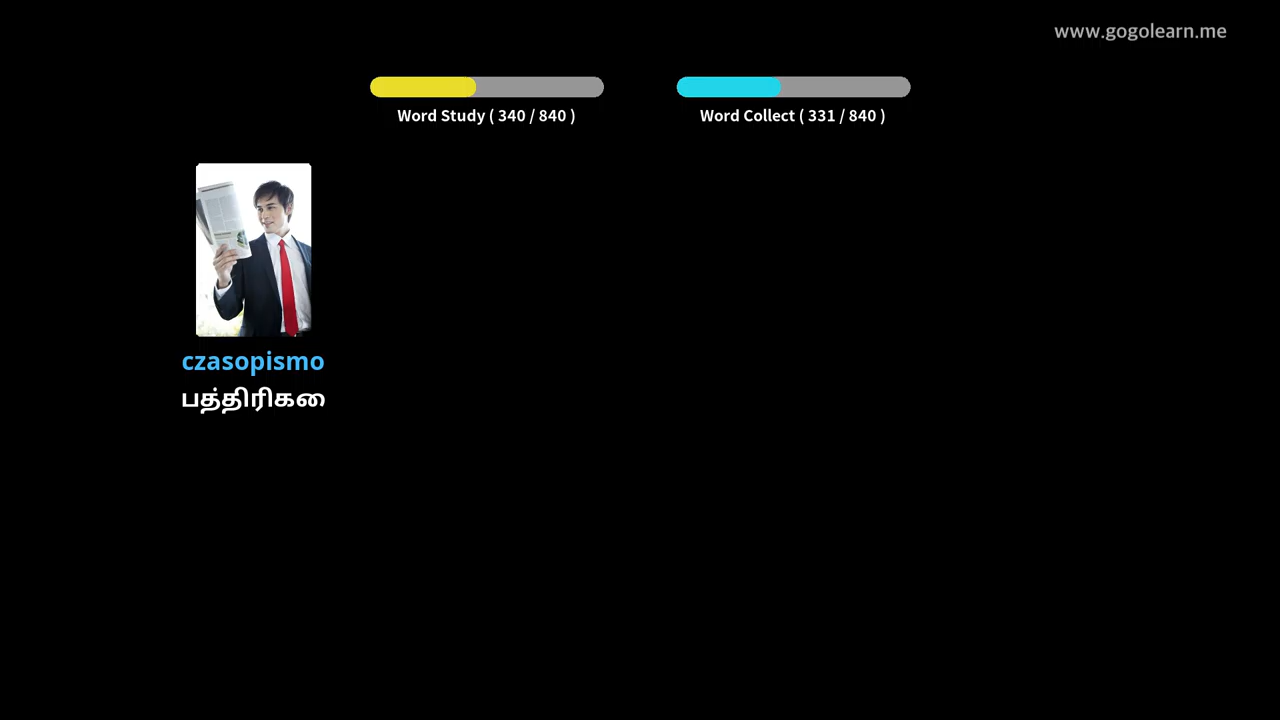 www.gogolearn.me
Word Study ( 340 / 840 )
Word Collect ( 331 / 840 )
czasopismo
பத்திரிகை